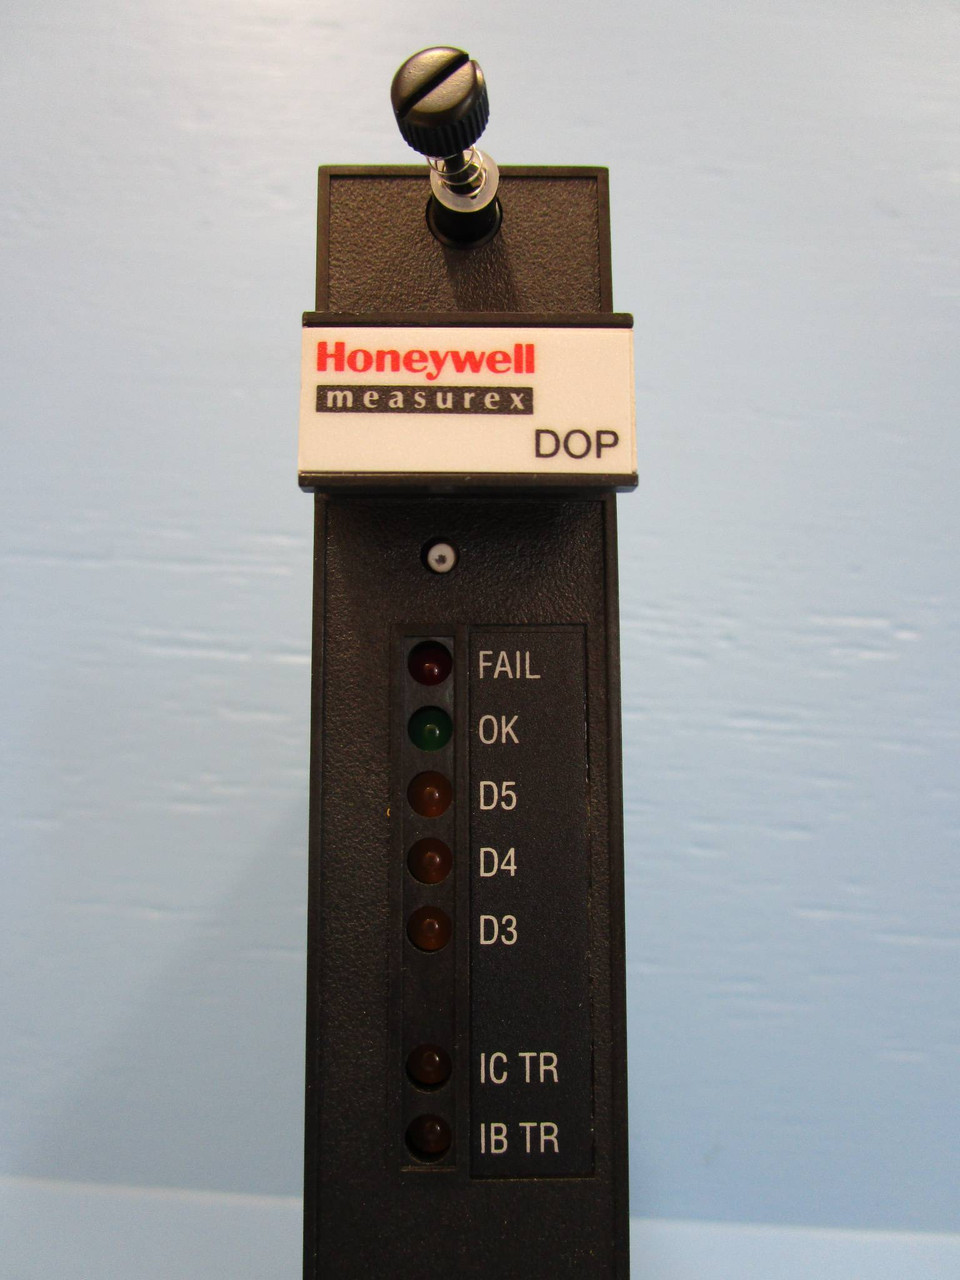 Honeywell
measurex
DOP
FAIL
OK
D5
D4
D3
IC TR
IB TR